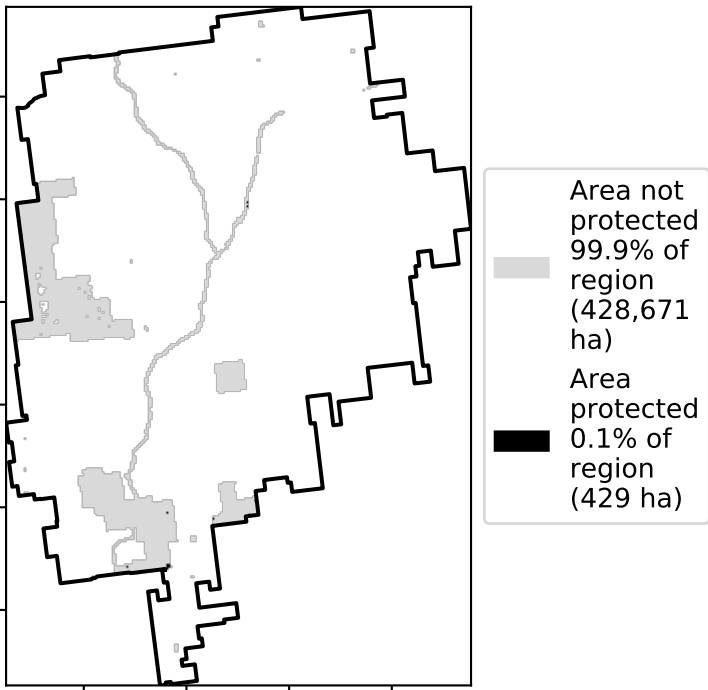 Area not
protected
99.9% of
region
(428,671
ha)
Area
protected
0.1% of
region
(429 ha)